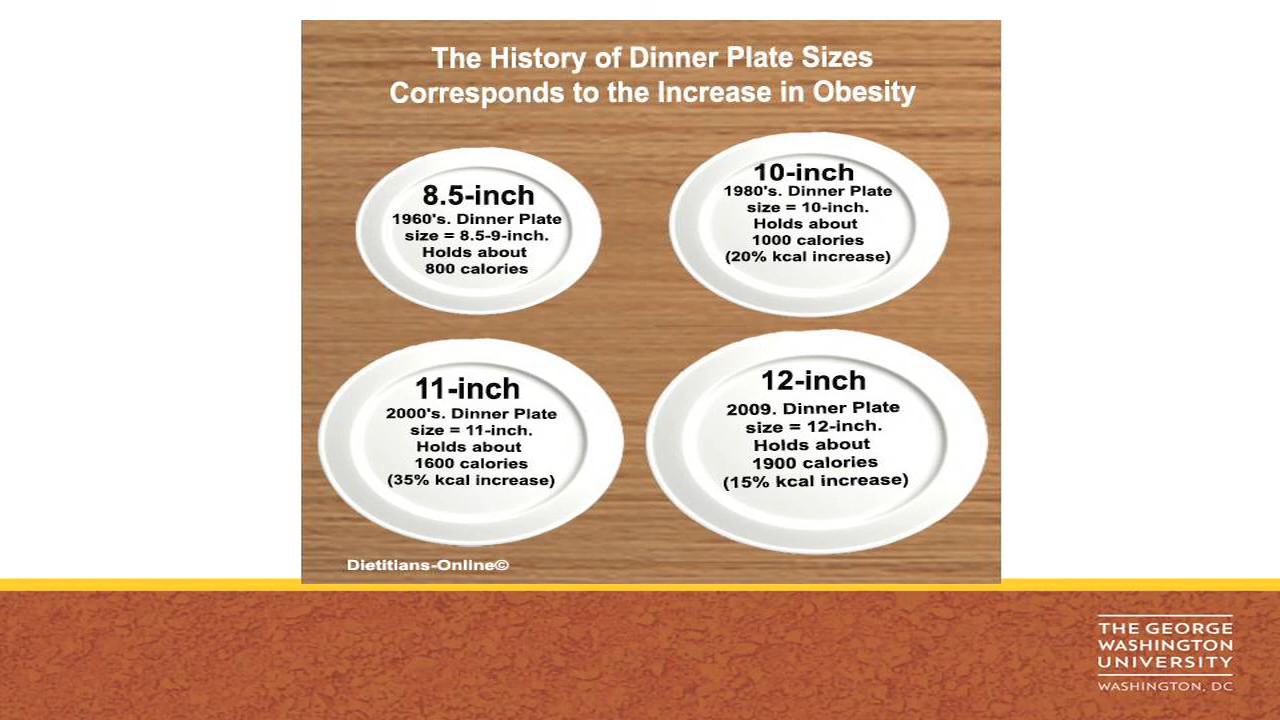 The History of Dinner Plate Sizes
Corresponds to the Increase in Obesity
8.5-inch
1960's. Dinner Plate
size = 8.5-9-inch.
Holds about
800 calories
10-inch
1980's. Dinner Plate
size = 10-inch.
Holds about
1000 calories
(20% kcal increase)
11-inch
2000's. Dinner Plate
size = 11-inch.
Holds about
1600 calories
(35% kcal increase)
12-inch
2009. Dinner Plate
size = 12-inch.
Holds about
1900 calories
(15% kcal increase)
Dietitians-Online©
THE GEORGE
WASHINGTON
UNIVERSITY
WASHINGTON, DC